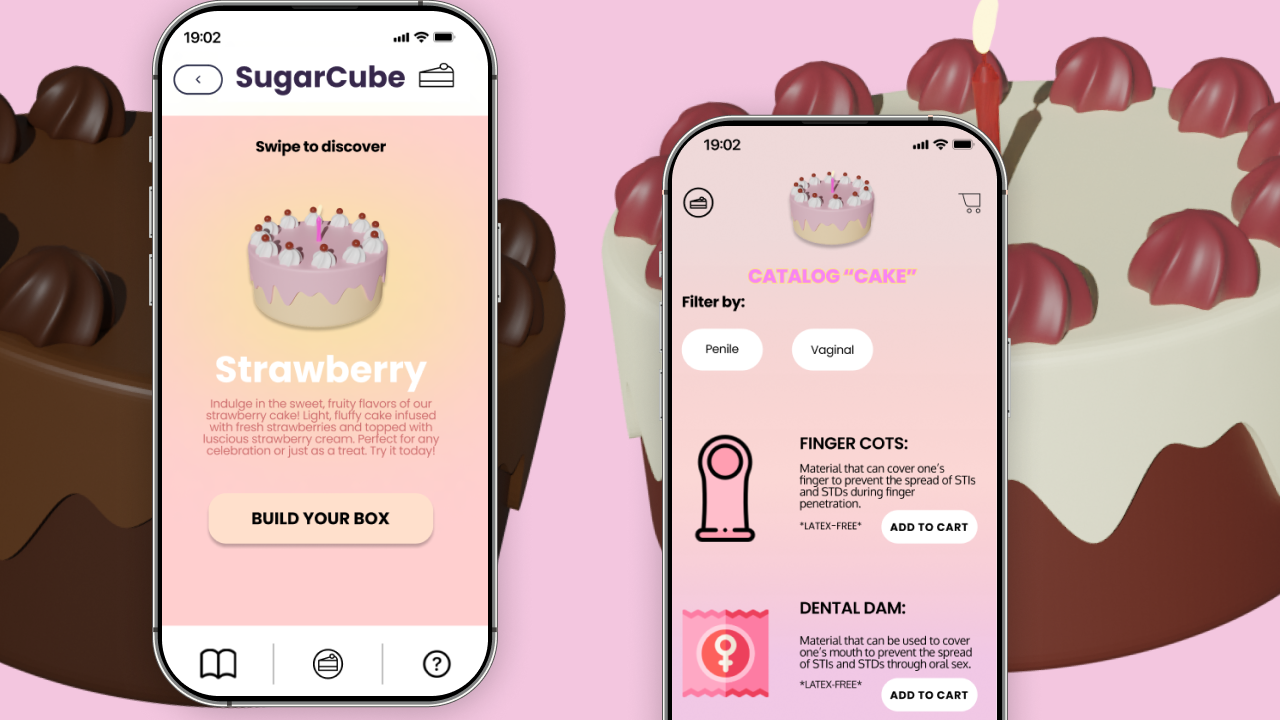 19:02
SugarCube
Swipe to discover
Strawberry
Indulge in the sweet, fruity flavors of our
strawberry cake! Light, fluffy cake infused
with fresh strawberries and topped with
luscious strawberry cream. Perfect for any
celebration or just as a treat. Try it today!
BUILD YOUR BOX
?
19:02
CATALOG “CAKE”
Filter by:
Penile
Vaginal
FINGER COTS:
Material that can cover one’s
finger to prevent the spread of STIs
and STDs during finger
penetration.
*LATEX-FREE*
ADD TO CART
DENTAL DAM:
Material that can be used to cover
one’s mouth to prevent the spread
of STIs and STDs through oral sex.
*LATEX-FREE*
ADD TO CART